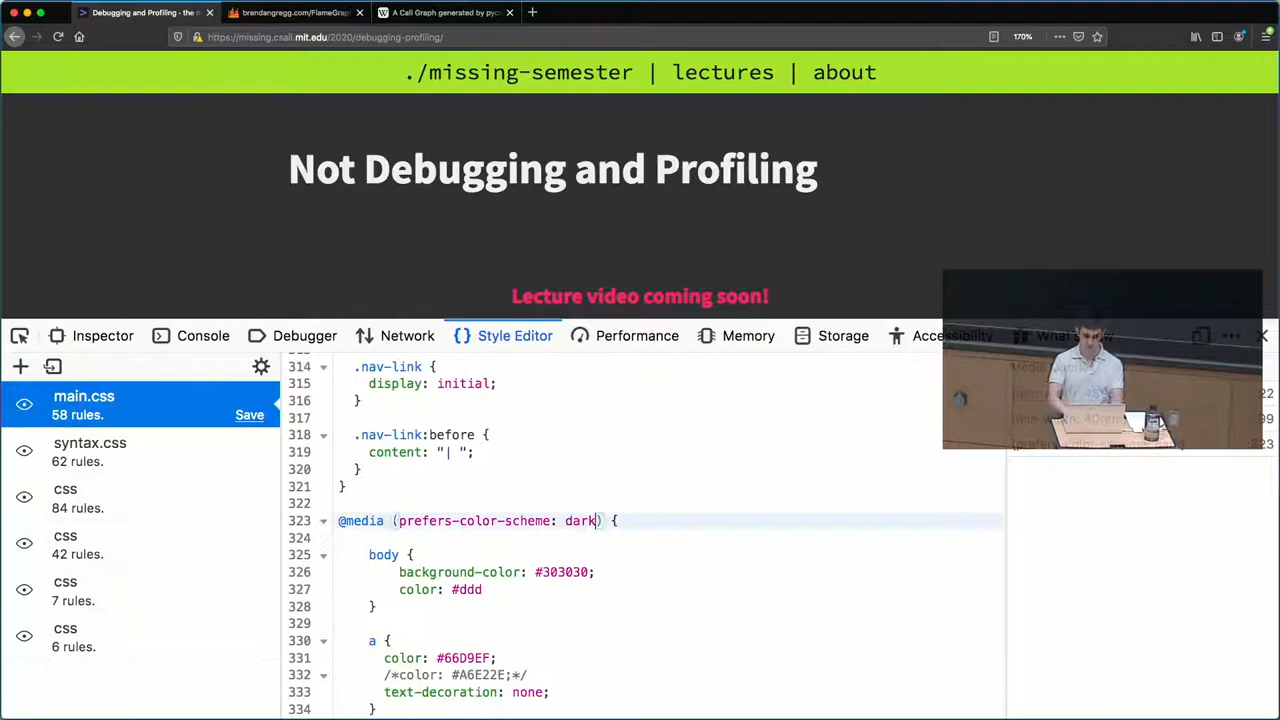 Debugging and Profiling · the m
brendangregg.com/FlameGrap
A Call Graph generated by pyca
https://missing.csail.mit.edu/2020/debugging-profiling/
170%
./missing-semester | lectures | about
Not Debugging and Profiling
Lecture video coming soon!
Inspector
Console
Debugger
Network
{} Style Editor
Performance
Memory
Storage
Accessibility
What's New
main.css
58 rules.
Save
syntax.css
62 rules.
css
84 rules.
css
42 rules.
css
7 rules.
css
6 rules.
314 .nav-link {
315 display: initial;
316 }
317
318 .nav-link:before {
319 content: "| ";
320 }
321 }
322
323 @media (prefers-color-scheme: dark) {
324
325 body {
326 background-color: #303030;
327 color: #ddd
328 }
329
330 a {
331 color: #66D9EF;
332 /*color: #A6E22E;*/
333 text-decoration: none;
334 }